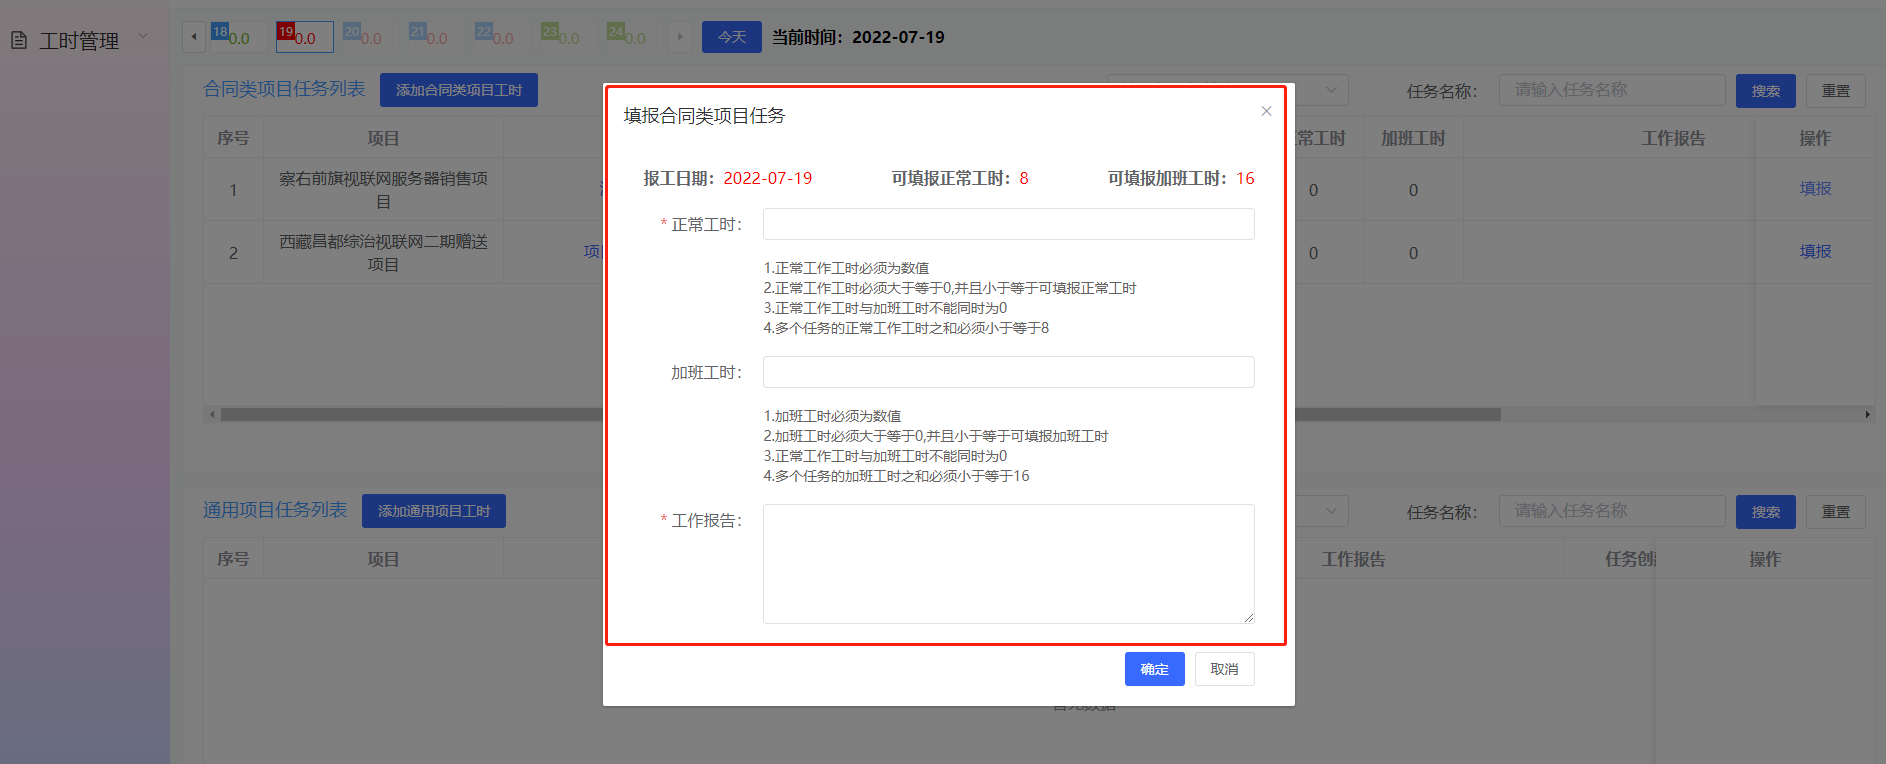 工时管理
18 0.0 19 0.0 20 0.0 21 0.0 22 0.0 23 0.0 24 0.0 今天 当前时间：2022-07-19
合同类项目任务列表 添加合同类项目工时 任务名称： 请输入任务名称 搜索 重置
序号 项目 常工时 加班工时 工作报告 操作
1 察右前旗视联网服务器销售项目 0 0 填报
2 西藏昌都综治视联网二期赠送项目 项目 0 0 填报
通用项目任务列表 添加通用项目工时 任务名称： 请输入任务名称 搜索 重置
序号 项目 工作报告 任务创 操作
填报合同类项目任务
报工日期：2022-07-19 可填报正常工时：8 可填报加班工时：16
* 正常工时：
1.正常工作工时必须为数值
2.正常工作工时必须大于等于0,并且小于等于可填报正常工时
3.正常工作工时与加班工时不能同时为0
4.多个任务的正常工作工时之和必须小于等于8
加班工时：
1.加班工时必须为数值
2.加班工时必须大于等于0,并且小于等于可填报加班工时
3.正常工作工时与加班工时不能同时为0
4.多个任务的加班工时之和必须小于等于16
* 工作报告：
确定 取消